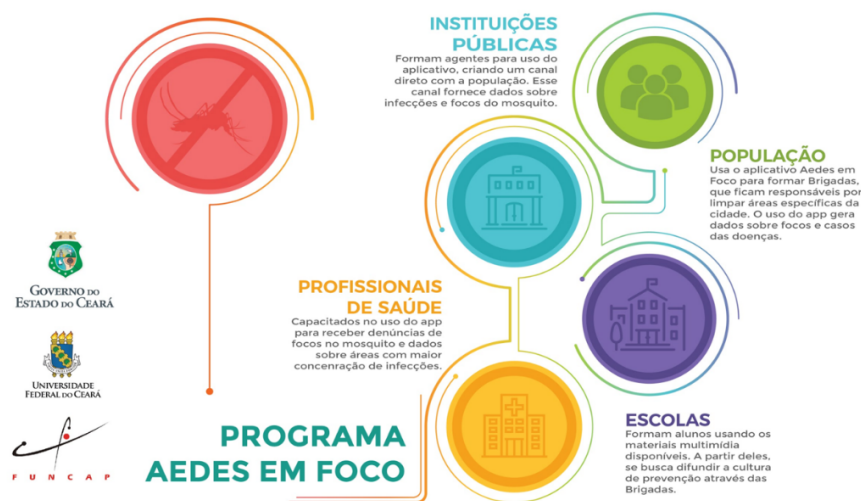 INSTITUIÇÕES
PÚBLICAS
Formam agentes para uso do
aplicativo, criando um canal
direto com a população. Esse
canal fornece dados sobre
infecções e focos do mosquito.
POPULAÇÃO
Usa o aplicativo Aedes em
Foco para formar Brigadas,
que ficam responsáveis por
limpar áreas específicas da
cidade. O uso do app gera
dados sobre focos e casos
das doenças.
PROFISSIONAIS
DE SAÚDE
Capacitados no uso do app
para receber denúncias de
focos no mosquito e dados
sobre áreas com maior
concenração de infecções.
ESCOLAS
Formam alunos usando os
materiais multimídia
disponíveis. A partir deles,
se busca difundir a cultura
de prevenção através das
Brigadas.
GOVERNO DO
ESTADO DO CEARÁ
UNIVERSIDADE
FEDERAL DO CEARÁ
FUNCAP
PROGRAMA
AEDES EM FOCO